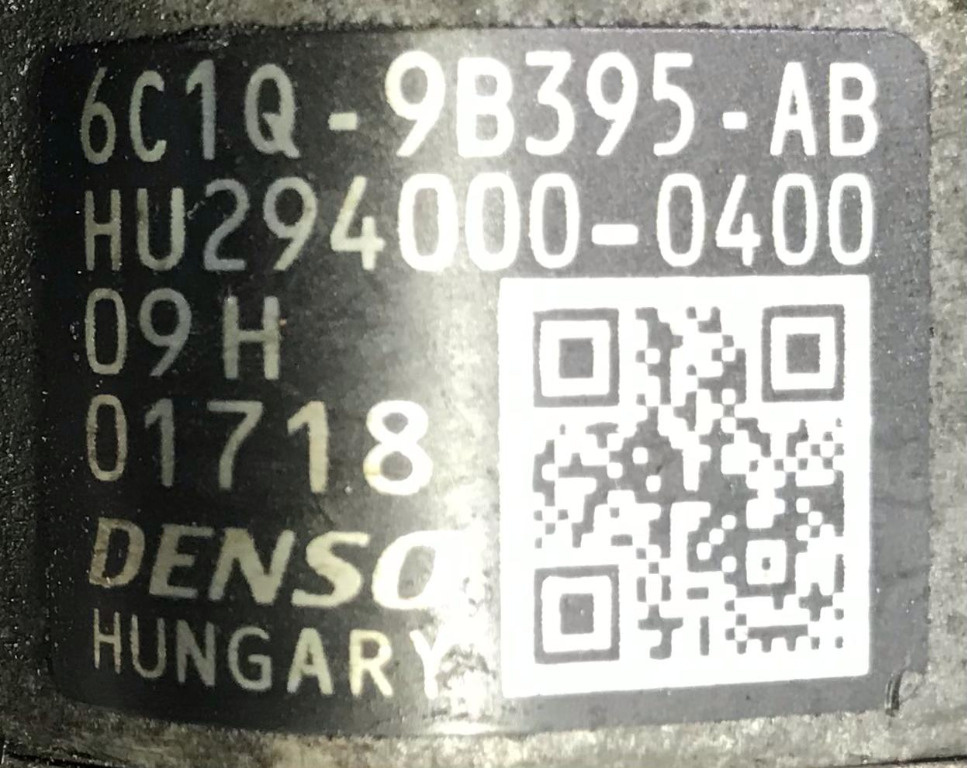 6C1Q-9B395-AB
HU294000-0400
09H
01718
DENSO
HUNGARY